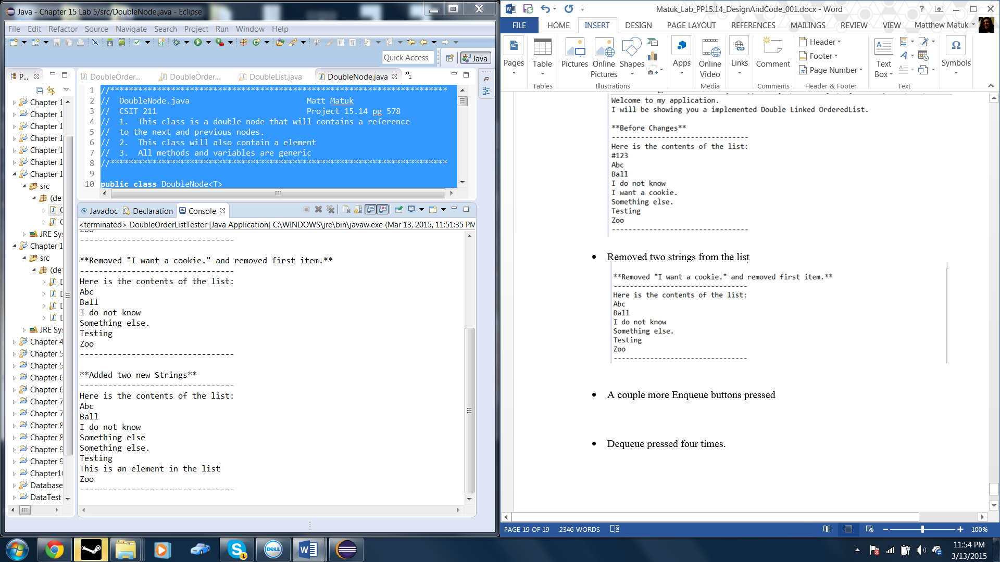 Java - Chapter 15 Lab 5/src/DoubleNode.java - Eclipse
File Edit Refactor Source Navigate Search Project Run Window Help
Quick Access
Java
P...
DoubleOrder...
DoubleOrder...
DoubleList.java
DoubleNode.java
»1
1 //************************************************************************
2 // DoubleNode.java Matt Matuk
3 // CSIT 211 Project 15.14 pg 578
4 // 1. This class is a double node that will contains a reference
5 // to the next and previous nodes.
6 // 2. This class will also contain a element
7 // 3. All methods and variables are generic
8 //************************************************************************
9
10 public class DoubleNode<T>
Chapter 1
Chapter 1
Chapter 1
Chapter 1
Chapter 1
Chapter 1
Chapter 1
src
(def
JRE Sy
Chapter 1
src
(def
JRE Sy
Chapter 4
Chapter 5
Chapter 5
Chapter 6
Chapter 6
Chapter 7
Chapter 7
Chapter 8
Chapter 8
Chapter 9
Chapter 9
Chapter1
Database
DataTest
@ Javadoc Declaration Console
<terminated> DoubleOrderListTester [Java Application] C:\WINDOWS\jre\bin\javaw.exe (Mar 13, 2015, 11:51:35 PM
Zoo
---------------------------------
**Removed "I want a cookie." and removed first item.**
---------------------------------
Here is the contents of the list:
Abc
Ball
I do not know
Something else.
Testing
Zoo
---------------------------------
**Added two new Strings**
---------------------------------
Here is the contents of the list:
Abc
Ball
I do not know
Something else
Something else.
Testing
This is an element in the list
Zoo
---------------------------------
Matuk_Lab_PP15.14_DesignAndCode_001.docx - Word
FILE HOME INSERT DESIGN PAGE LAYOUT REFERENCES MAILINGS REVIEW VIEW Matthew Matuk
Pages
Table
Tables
Pictures
Online Pictures
Shapes
Illustrations
Apps
Online Video
Media
Links
Comment
Comments
Header
Footer
Page Number
Header & Footer
Text Box
Text
Symbols
Welcome to my application.
I will be showing you a implemented Double Linked OrderedList.
**Before Changes**
---------------------------------
Here is the contents of the list:
#123
Abc
Ball
I do not know
I want a cookie.
Something else.
Testing
Zoo
---------------------------------
• Removed two strings from the list
**Removed "I want a cookie." and removed first item.**
---------------------------------
Here is the contents of the list:
Abc
Ball
I do not know
Something else.
Testing
Zoo
---------------------------------
• A couple more Enqueue buttons pressed
• Dequeue pressed four times.
PAGE 19 OF 19 2346 WORDS
100%
11:54 PM
3/13/2015